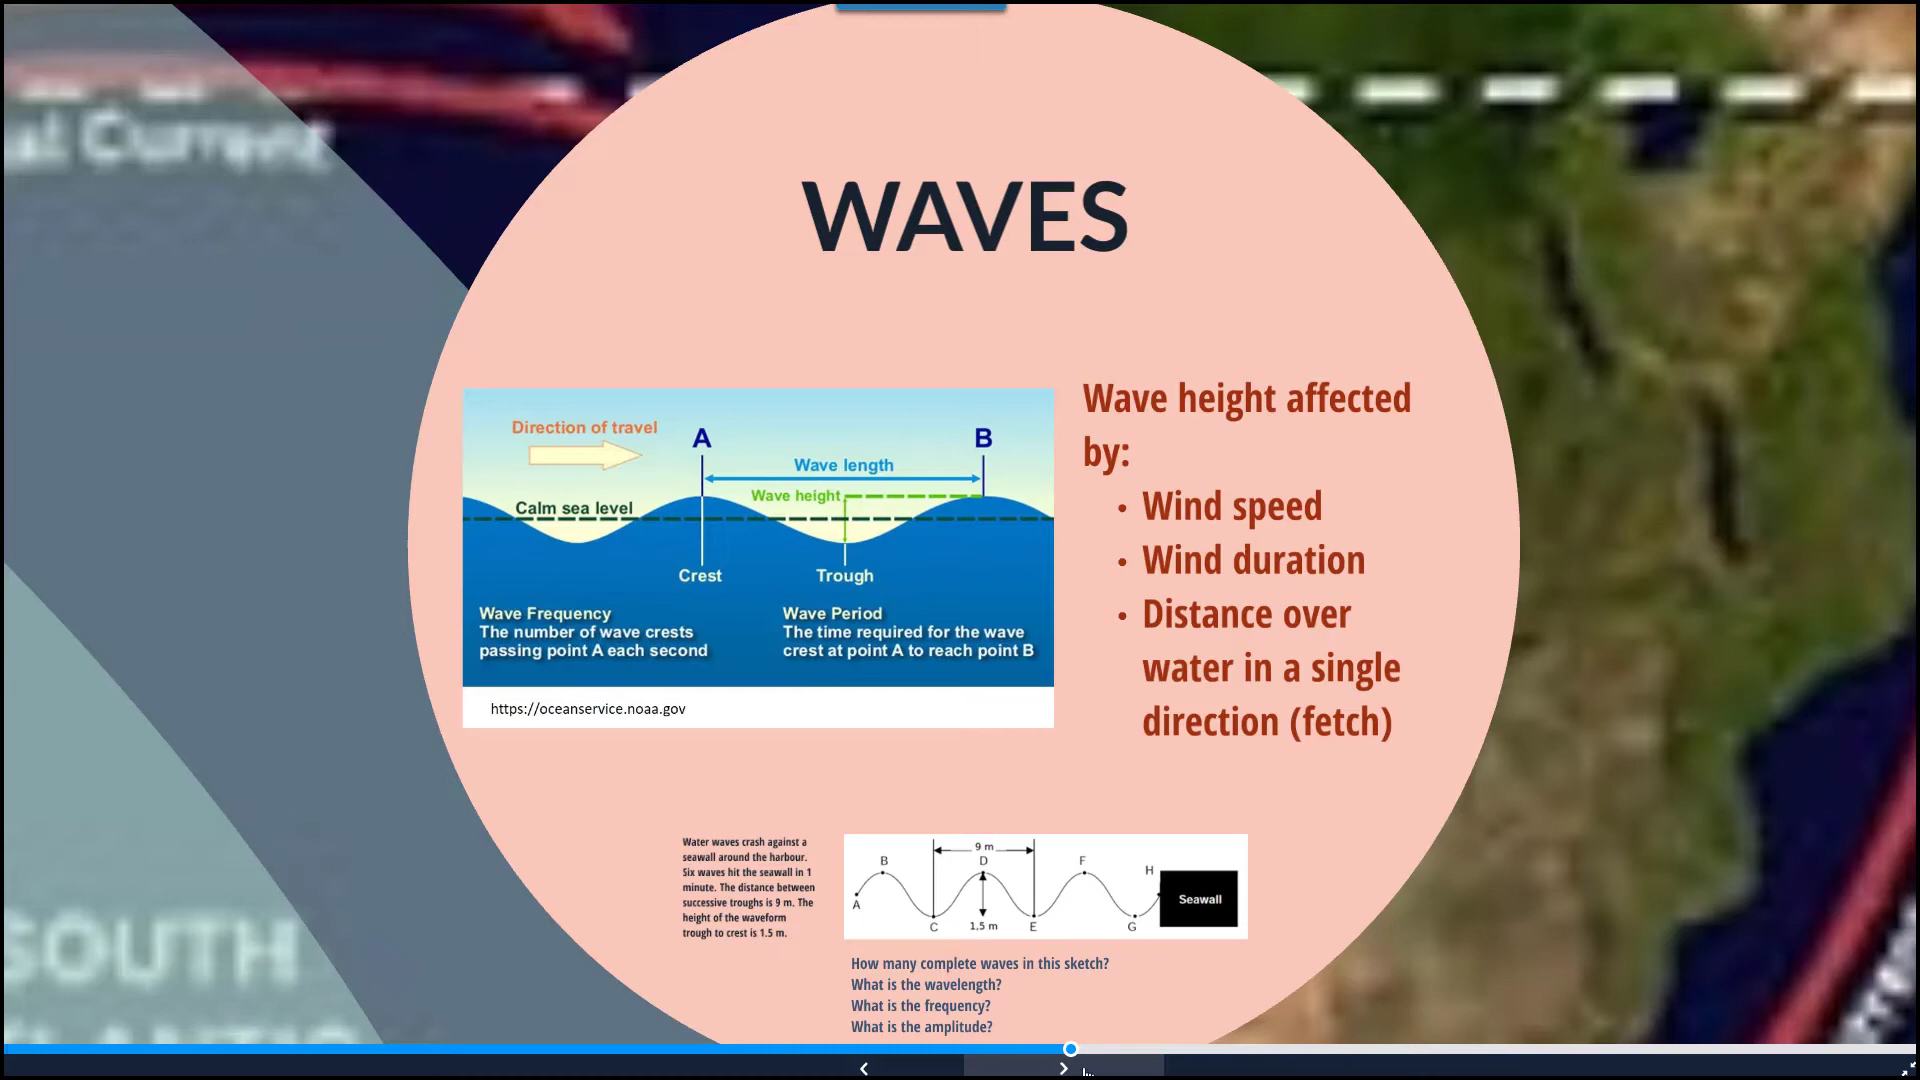 al Current
WAVES
Direction of travel
A
B
Wave length
Wave height
Calm sea level
Crest
Trough
Wave Frequency
The number of wave crests
passing point A each second
Wave Period
The time required for the wave
crest at point A to reach point B
https://oceanservice.noaa.gov
Wave height affected
by:
• Wind speed
• Wind duration
• Distance over
water in a single
direction (fetch)
Water waves crash against a
seawall around the harbour.
Six waves hit the seawall in 1
minute. The distance between
successive troughs is 9 m. The
height of the waveform
trough to crest is 1.5 m.
9 m
B
D
F
H
A
Seawall
C
1,5 m
E
G
How many complete waves in this sketch?
What is the wavelength?
What is the frequency?
What is the amplitude?
SOUTH